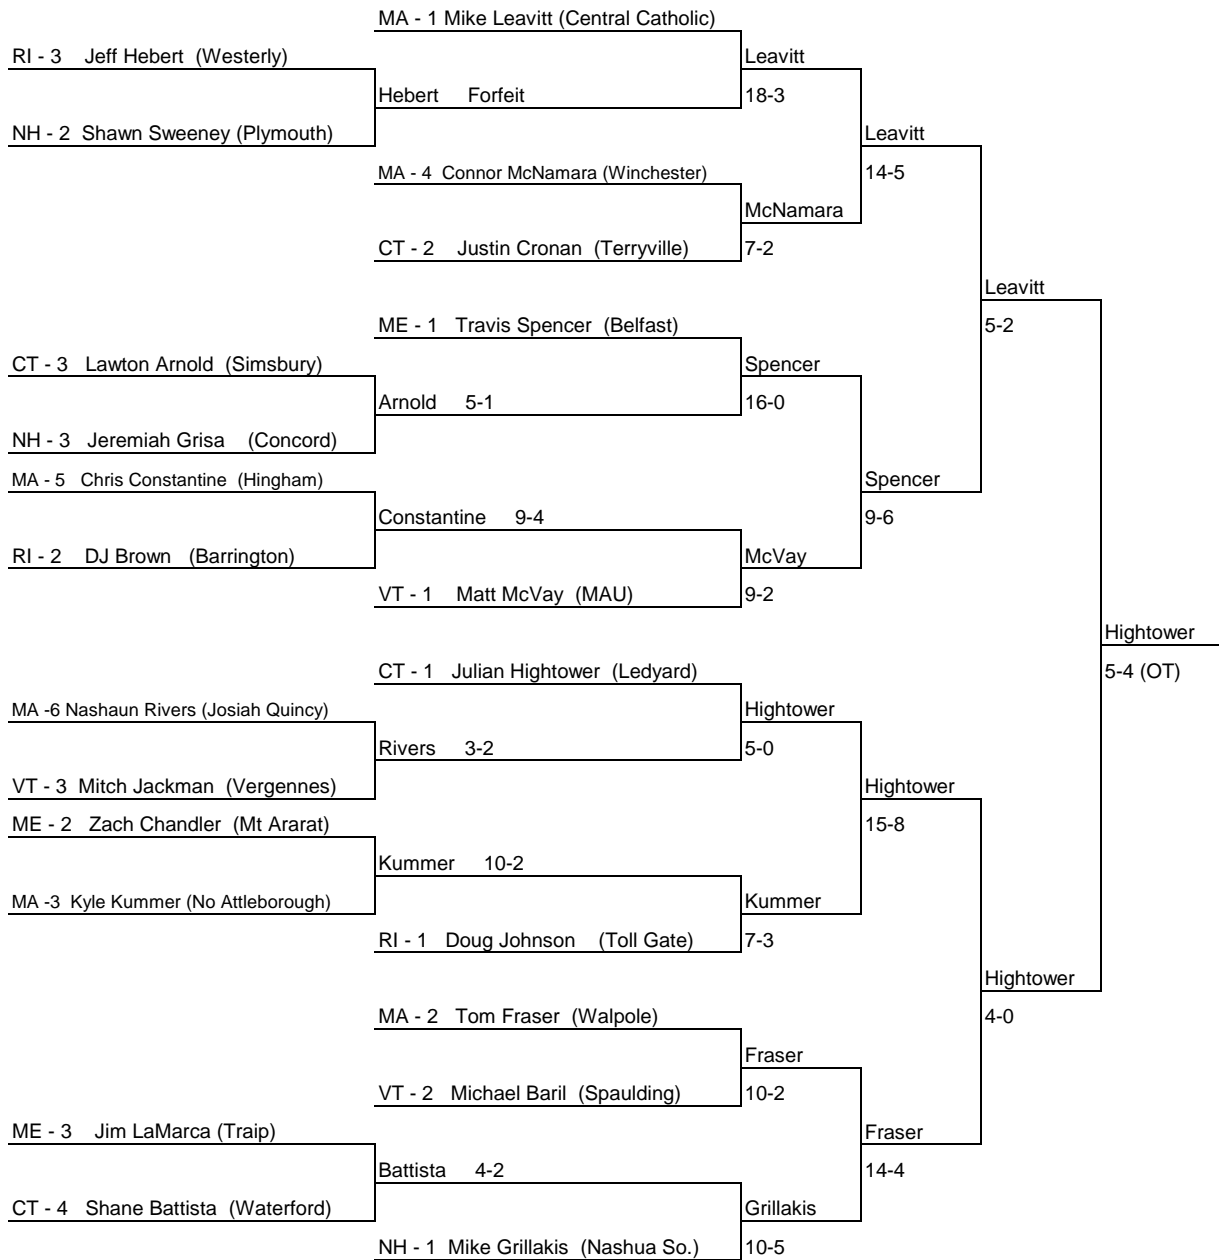 MA - 1 Mike Leavitt (Central Catholic)
RI - 3 Jeff Hebert (Westerly)
Leavitt
Hebert Forfeit
18-3
NH - 2 Shawn Sweeney (Plymouth)
Leavitt
MA - 4 Connor McNamara (Winchester)
14-5
McNamara
CT - 2 Justin Cronan (Terryville)
7-2
Leavitt
ME - 1 Travis Spencer (Belfast)
5-2
CT - 3 Lawton Arnold (Simsbury)
Spencer
Arnold 5-1
16-0
NH - 3 Jeremiah Grisa (Concord)
MA - 5 Chris Constantine (Hingham)
Spencer
Constantine 9-4
9-6
RI - 2 DJ Brown (Barrington)
McVay
VT - 1 Matt McVay (MAU)
9-2
Hightower
CT - 1 Julian Hightower (Ledyard)
5-4 (OT)
MA -6 Nashaun Rivers (Josiah Quincy)
Hightower
Rivers 3-2
5-0
VT - 3 Mitch Jackman (Vergennes)
Hightower
ME - 2 Zach Chandler (Mt Ararat)
15-8
Kummer 10-2
MA -3 Kyle Kummer (No Attleborough)
Kummer
RI - 1 Doug Johnson (Toll Gate)
7-3
Hightower
MA - 2 Tom Fraser (Walpole)
4-0
Fraser
VT - 2 Michael Baril (Spaulding)
10-2
ME - 3 Jim LaMarca (Traip)
Fraser
Battista 4-2
14-4
CT - 4 Shane Battista (Waterford)
Grillakis
NH - 1 Mike Grillakis (Nashua So.)
10-5